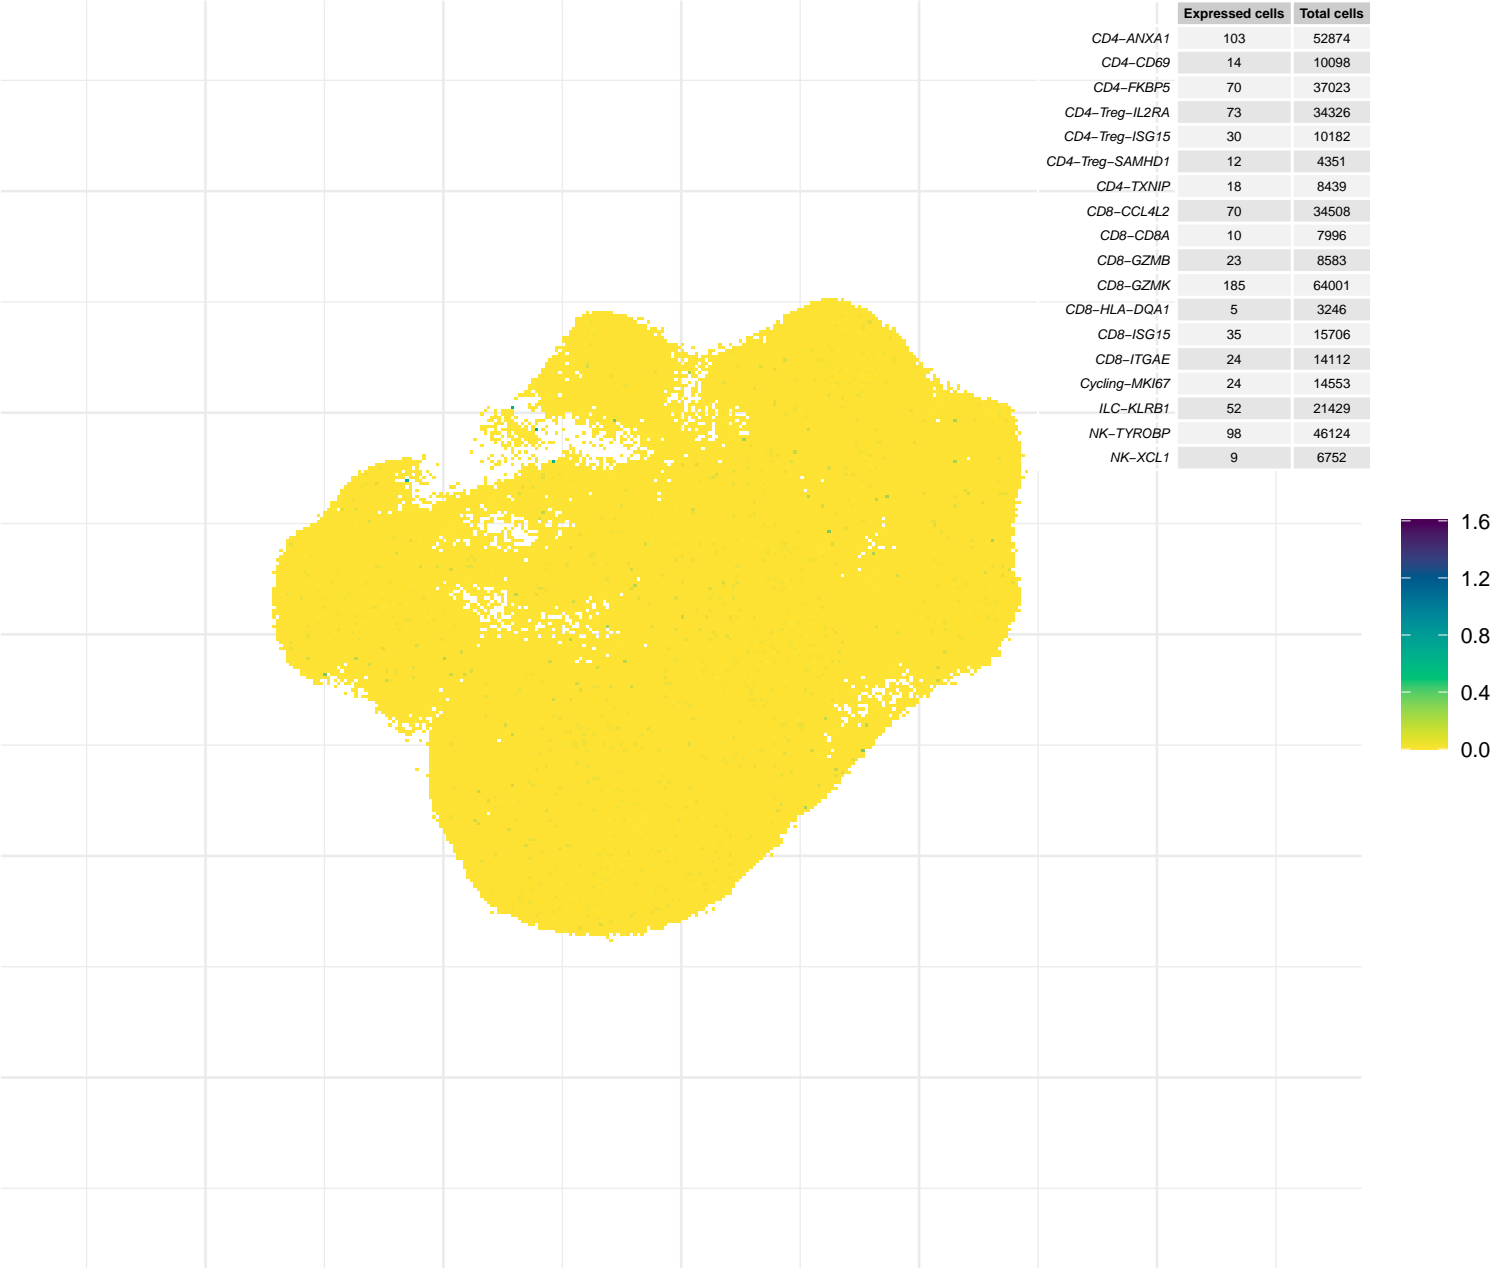 Expressed cells Total cells
CD4−ANXA1 103 52874
CD4−CD69 14 10098
CD4−FKBP5 70 37023
CD4−Treg−IL2RA 73 34326
CD4−Treg−ISG15 30 10182
CD4−Treg−SAMHD1 12 4351
CD4−TXNIP 18 8439
CD8−CCL4L2 70 34508
CD8−CD8A 10 7996
CD8−GZMB 23 8583
CD8−GZMK 185 64001
CD8−HLA−DQA1 5 3246
CD8−ISG15 35 15706
CD8−ITGAE 24 14112
Cycling−MKI67 24 14553
ILC−KLRB1 52 21429
NK−TYROBP 98 46124
NK−XCL1 9 6752
1.6
1.2
0.8
0.4
0.0